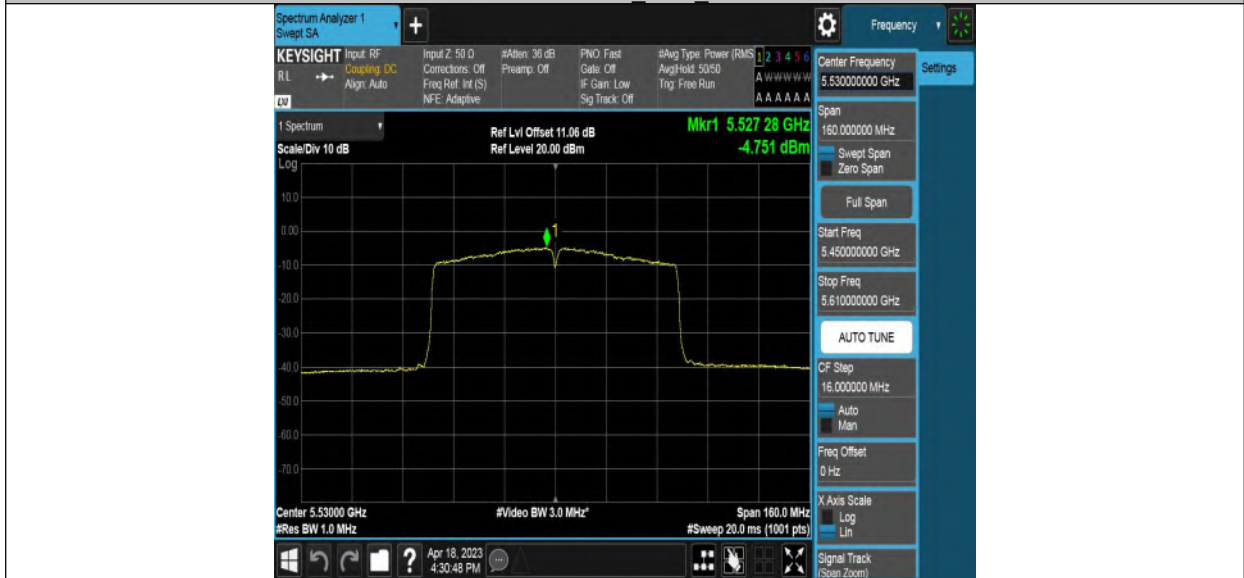 Spectrum Analyzer 1
Swept SA
+
Frequency
KEYSIGHT
RL
LXI
Input: RF
Coupling: DC
Align: Auto
Input Z: 50 Ω
Corrections: Off
Freq Ref: Int (S)
NFE: Adaptive
#Atten: 36 dB
Preamp: Off
PNO: Fast
Gate: Off
IF Gain: Low
Sig Track: Off
#Avg Type: Power (RMS
Avg|Hold: 50/50
Trig: Free Run
1 2 3 4 5 6
A W W W W W
A A A A A A
1 Spectrum
Scale/Div 10 dB
Log
Ref Lvl Offset 11.06 dB
Ref Level 20.00 dBm
Mkr1 5.527 28 GHz
-4.751 dBm
10.0
0.00
-10.0
-20.0
-30.0
-40.0
-50.0
-60.0
-70.0
1
Center 5.53000 GHz
#Res BW 1.0 MHz
#Video BW 3.0 MHz*
Span 160.0 MHz
#Sweep 20.0 ms (1001 pts)
?
Apr 18, 2023
4:30:48 PM
Center Frequency
5.530000000 GHz
Settings
Span
160.000000 MHz
Swept Span
Zero Span
Full Span
Start Freq
5.450000000 GHz
Stop Freq
5.610000000 GHz
AUTO TUNE
CF Step
16.000000 MHz
Auto
Man
Freq Offset
0 Hz
X Axis Scale
Log
Lin
Signal Track
(Span Zoom)